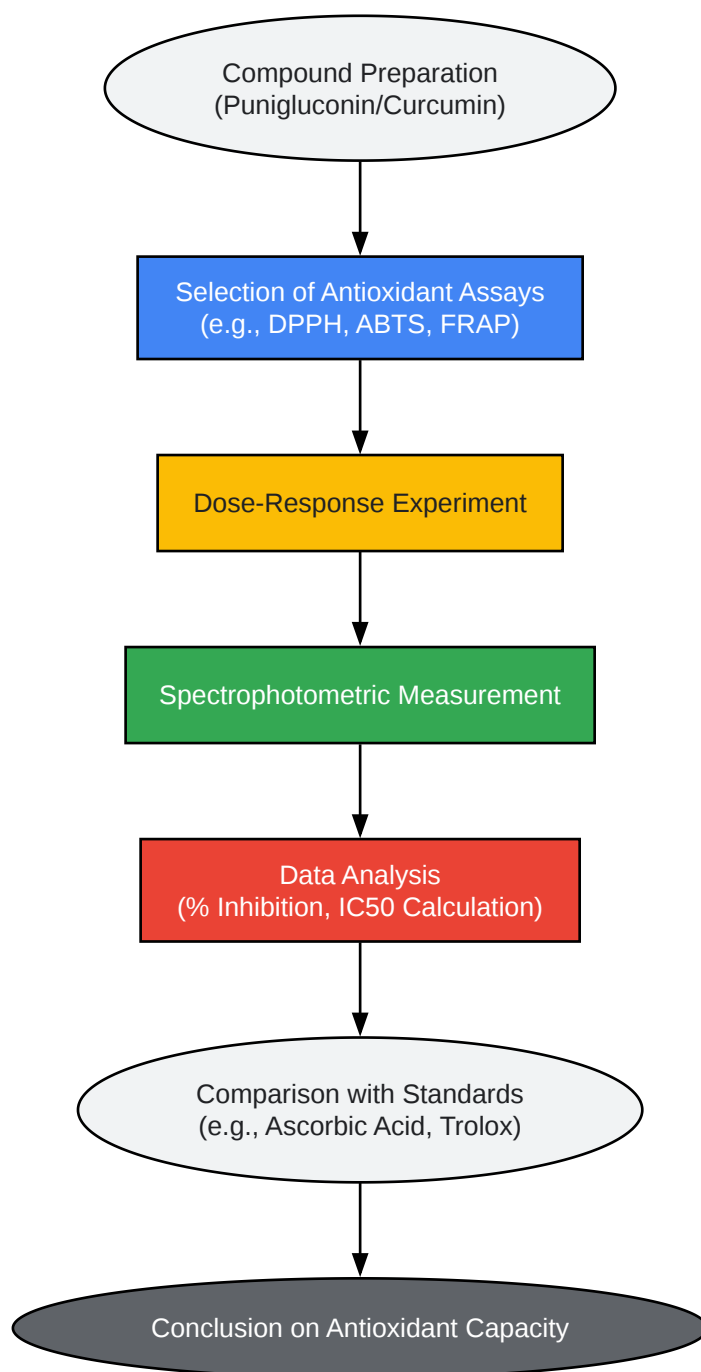 Compound Preparation
(Punigluconin/Curcumin)
Selection of Antioxidant Assays
(e.g., DPPH, ABTS, FRAP)
Dose-Response Experiment
Spectrophotometric Measurement
Data Analysis
(% Inhibition, IC50 Calculation)
Comparison with Standards
(e.g., Ascorbic Acid, Trolox)
Conclusion on Antioxidant Capacity